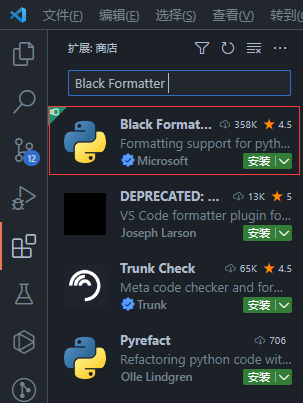 文件(F) 编辑(E) 选择(S) 查看(V) 转到(
扩展: 商店
Black Formatter
Black Format... 358K 4.5
Formatting support for pyth...
Microsoft 安装
DEPRECATED: ... 13K 5
VS Code formatter plugin fo...
Joseph Larson 安装
Trunk Check 65K 4.5
Meta code checker and for...
Trunk 安装
Pyrefact 706
Refactoring python code wit...
Olle Lindgren 安装
12